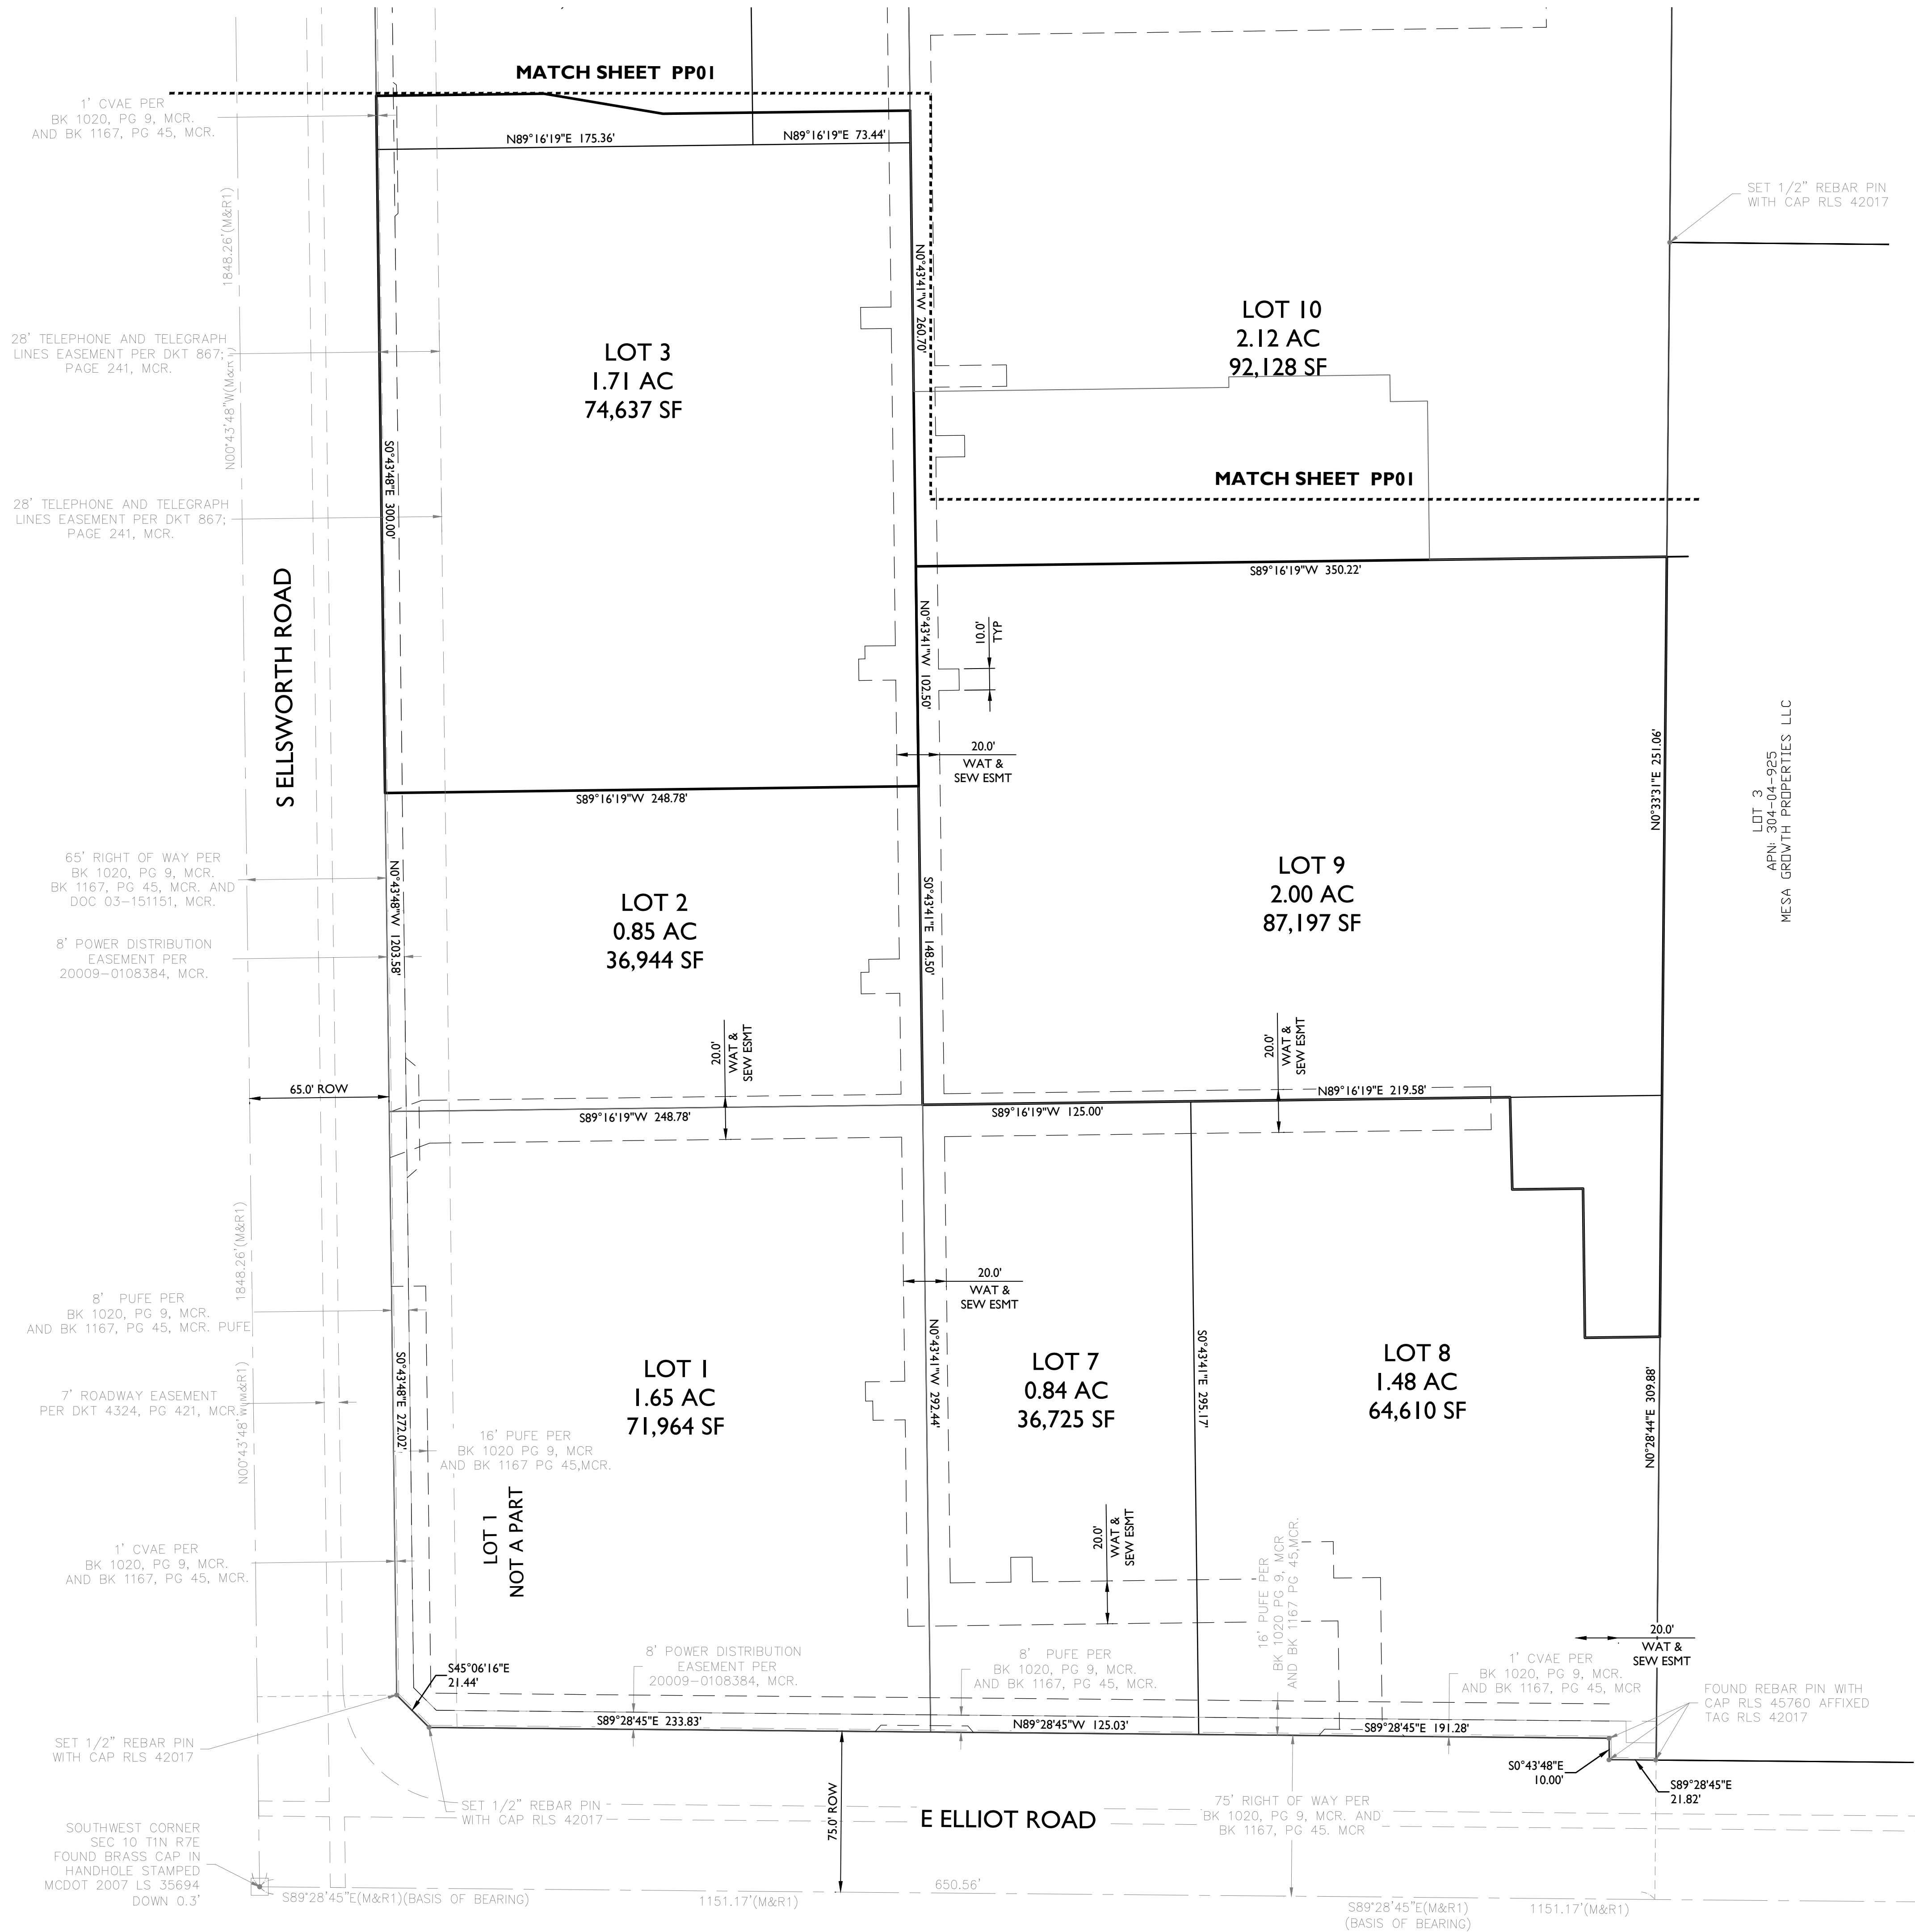 MATCH SHEET PP01
1' CVAE PER
BK 1020, PG 9, MCR.
AND BK 1167, PG 45, MCR.
N89°16'19"E 175.36'
N89°16'19"E 73.44'
SET 1/2" REBAR PIN
WITH CAP RLS 42017
1848.26'(M&R1)
N0°43'41"W 260.70'
LOT 10
2.12 AC
92,128 SF
28' TELEPHONE AND TELEGRAPH
LINES EASEMENT PER DKT 867;
PAGE 241, MCR.
LOT 3
1.71 AC
74,637 SF
N00°43'48"W(M&R1)
S0°43'48"E 300.00'
MATCH SHEET PP01
28' TELEPHONE AND TELEGRAPH
LINES EASEMENT PER DKT 867;
PAGE 241, MCR.
S89°16'19"W 350.22'
S ELLSWORTH ROAD
N0°43'41"W 102.50'
10.0'
TYP
20.0'
WAT &
SEW ESMT
N0°33'31"E 251.06'
LOT 3
APN: 304-04-925
MESA GROWTH PROPERTIES LLC
S89°16'19"W 248.78'
65' RIGHT OF WAY PER
BK 1020, PG 9, MCR.
BK 1167, PG 45, MCR. AND
DOC 03-151151, MCR.
N0°43'48"W 1203.58'
LOT 2
0.85 AC
36,944 SF
S0°43'41"E 148.50'
LOT 9
2.00 AC
87,197 SF
8' POWER DISTRIBUTION
EASEMENT PER
20009-0108384, MCR.
20.0'
WAT &
SEW ESMT
20.0'
WAT &
SEW ESMT
65.0' ROW
S89°16'19"W 248.78'
S89°16'19"W 125.00'
N89°16'19"E 219.58'
1848.26'(M&R1)
20.0'
WAT &
SEW ESMT
8' PUFE PER
BK 1020, PG 9, MCR.
AND BK 1167, PG 45, MCR. PUFE
N0°43'41"W 292.44'
S0°43'41"E 295.17'
S0°43'48"E 272.02'
LOT 1
1.65 AC
71,964 SF
LOT 7
0.84 AC
36,725 SF
LOT 8
1.48 AC
64,610 SF
N0°28'44"E 309.88'
7' ROADWAY EASEMENT
PER DKT 4324, PG 421, MCR.
N00°43'48"W(M&R1)
16' PUFE PER
BK 1020 PG 9, MCR
AND BK 1167 PG 45,MCR.
LOT 1
NOT A PART
20.0'
WAT &
SEW ESMT
16' PUFE PER
BK 1020 PG 9, MCR
AND BK 1167 PG 45,MCR.
1' CVAE PER
BK 1020, PG 9, MCR.
AND BK 1167, PG 45, MCR.
S45°06'16"E
21.44'
8' POWER DISTRIBUTION
EASEMENT PER
20009-0108384, MCR.
8' PUFE PER
BK 1020, PG 9, MCR.
AND BK 1167, PG 45, MCR.
1' CVAE PER
BK 1020, PG 9, MCR.
AND BK 1167, PG 45, MCR
20.0'
WAT &
SEW ESMT
FOUND REBAR PIN WITH
CAP RLS 45760 AFFIXED
TAG RLS 42017
S89°28'45"E 233.83'
N89°28'45"W 125.03'
S89°28'45"E 191.28'
SET 1/2" REBAR PIN
WITH CAP RLS 42017
S0°43'48"E
10.00'
S89°28'45"E
21.82'
SET 1/2" REBAR PIN
WITH CAP RLS 42017
75.0' ROW
E ELLIOT ROAD
75' RIGHT OF WAY PER
BK 1020, PG 9, MCR. AND
BK 1167, PG 45. MCR
SOUTHWEST CORNER
SEC 10 T1N R7E
FOUND BRASS CAP IN
HANDHOLE STAMPED
MCDOT 2007 LS 35694
DOWN 0.3'
S89°28'45"E(M&R1)(BASIS OF BEARING)
1151.17'(M&R1)
650.56'
S89°28'45"E(M&R1)
(BASIS OF BEARING)
1151.17'(M&R1)